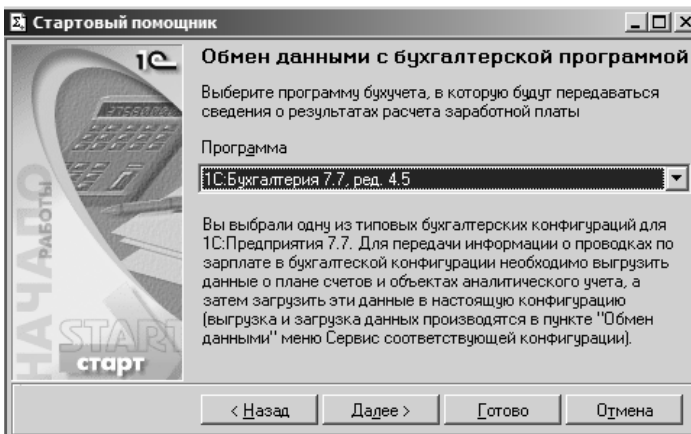 Стартовый помощник
1С
НАЧАЛО
РАБОТЫ
START
старт
Обмен данными с бухгалтерской программой
Выберите программу бухучета, в которую будут передаваться
сведения о результатах расчета заработной платы
Программа
1С:Бухгалтерия 7.7, ред. 4.5
Вы выбрали одну из типовых бухгалтерских конфигураций для
1С:Предприятия 7.7. Для передачи информации о проводках по
зарплате в бухгалтеской конфигурации необходимо выгрузить
данные о плане счетов и объектах аналитического учета, а
затем загрузить эти данные в настоящую конфигурацию
(выгрузка и загрузка данных производятся в пункте "Обмен
данными" меню Сервис соответствующей конфигурации).
< Назад
Далее >
Готово
Отмена